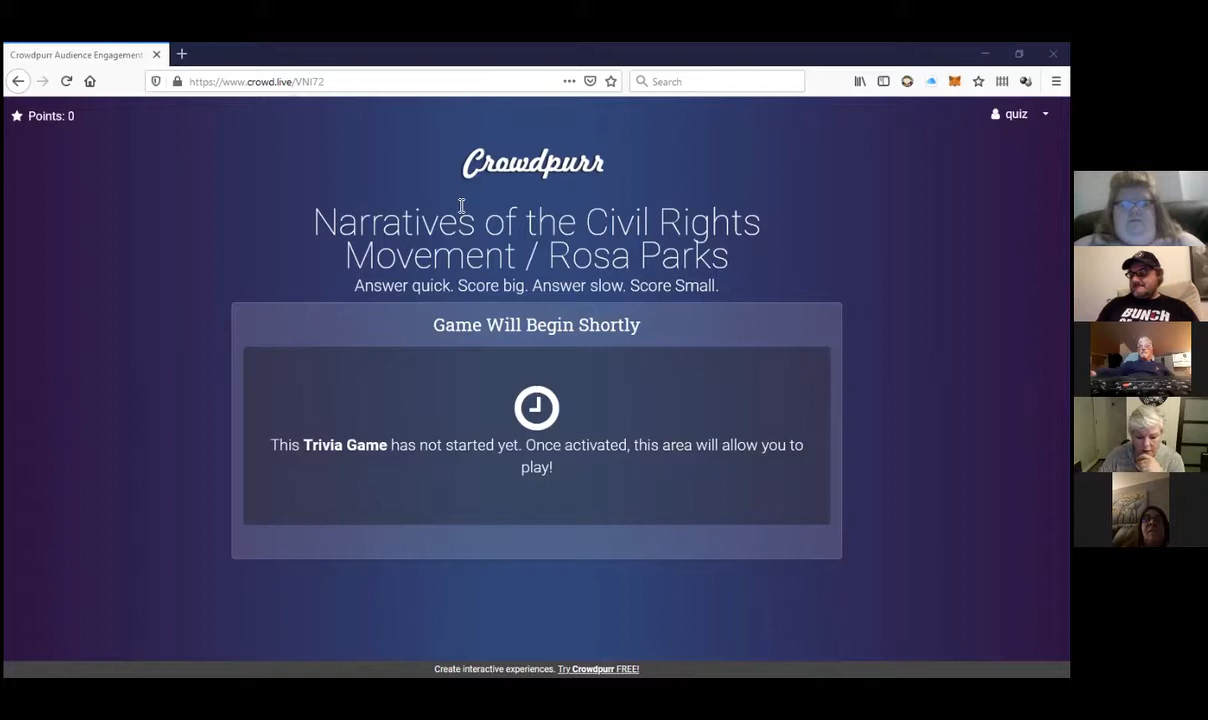 Crowdpurr Audience Engagement
https://www.crowd.live/VNI72
Search
Points: 0
quiz
Crowdpurr
Narratives of the Civil Rights
Movement / Rosa Parks
Answer quick. Score big. Answer slow. Score Small.
Game Will Begin Shortly
This Trivia Game has not started yet. Once activated, this area will allow you to
play!
BUNCH
Create interactive experiences. Try Crowdpurr FREE!